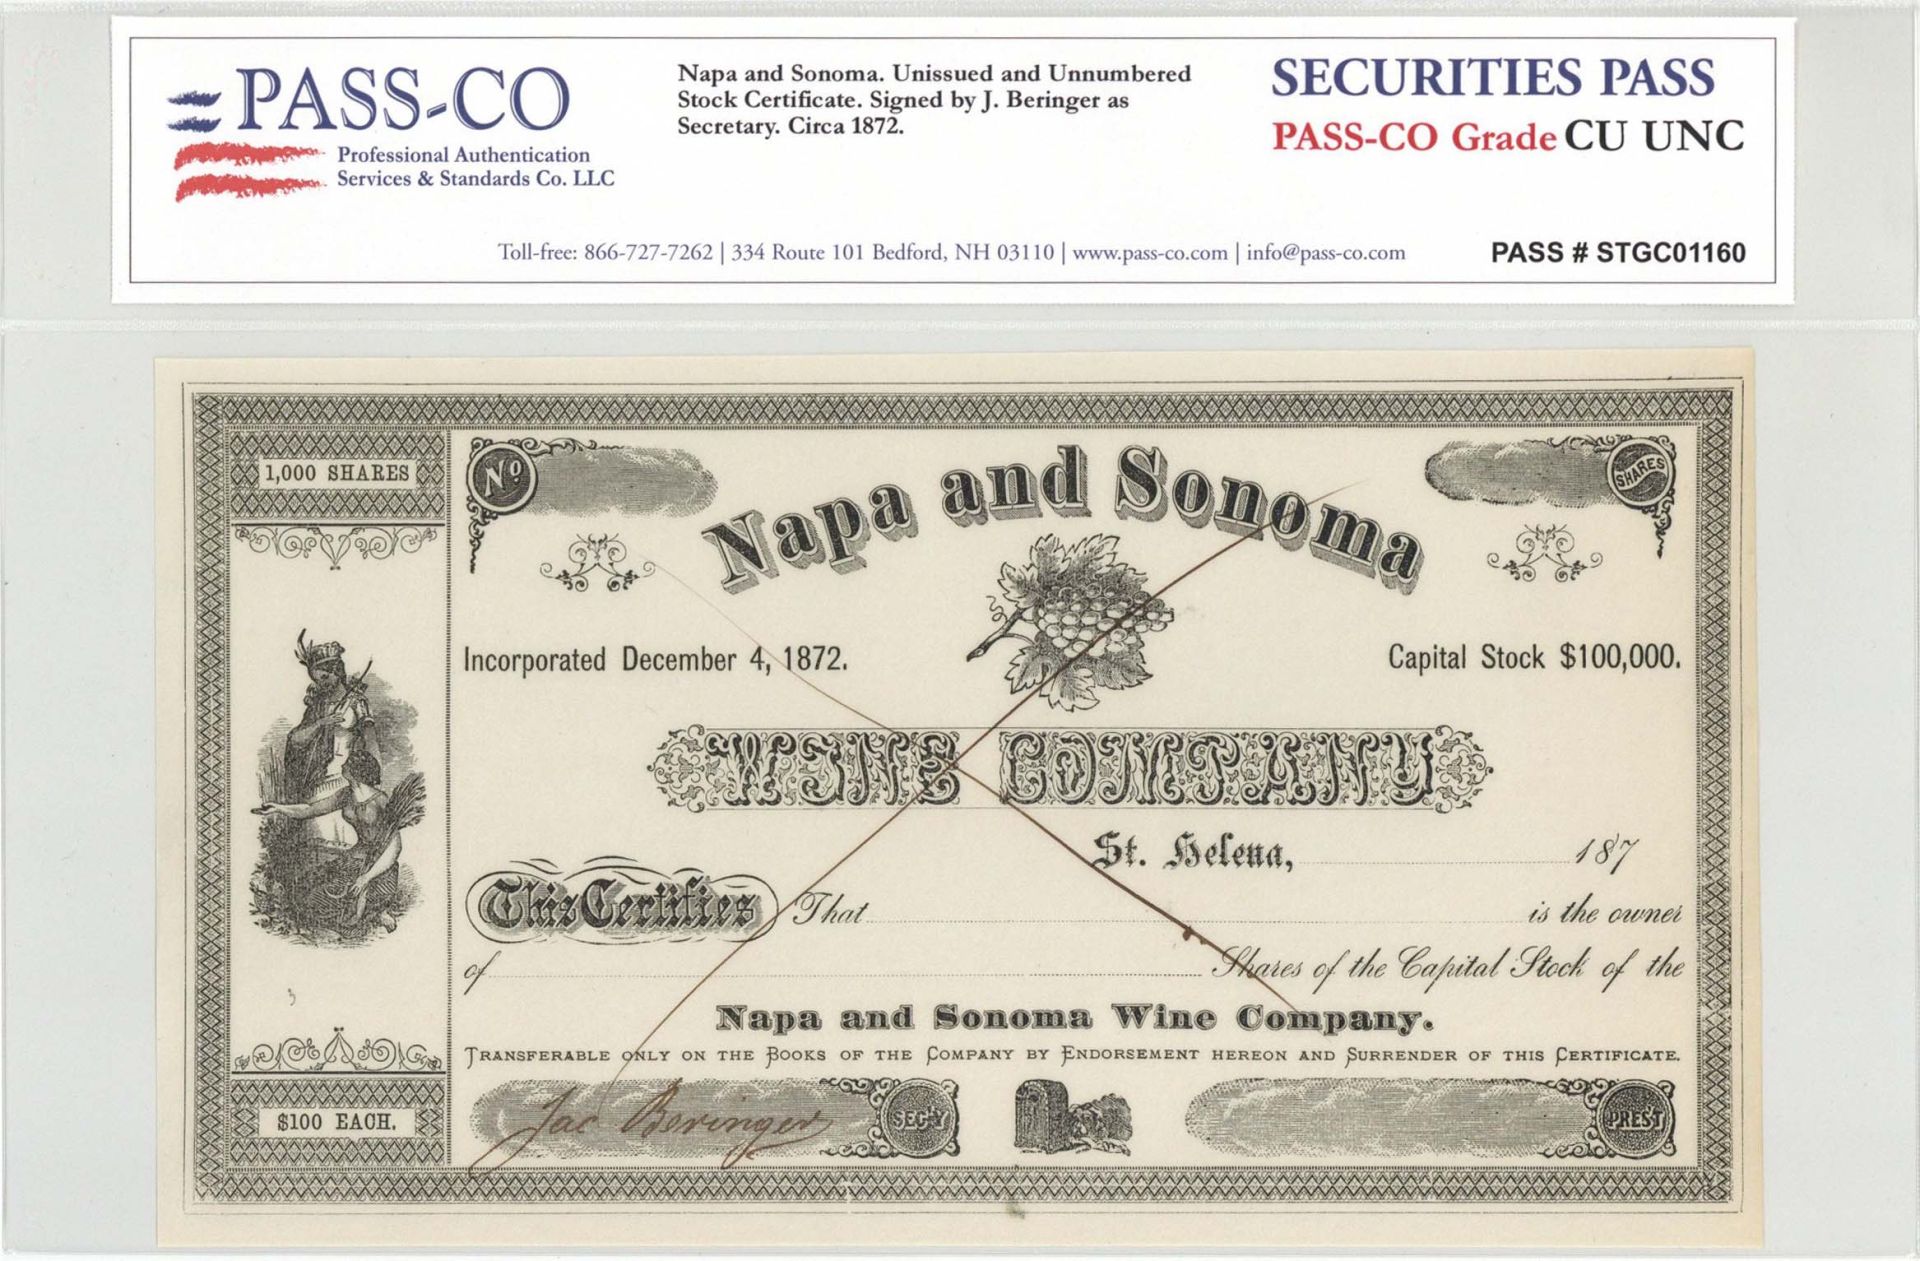 PASS-CO
Professional Authentication
Services & Standards Co. LLC
Napa and Sonoma. Unissued and Unnumbered
Stock Certificate. Signed by J. Beringer as
Secretary. Circa 1872.
SECURITIES PASS
PASS-CO Grade CU UNC
Toll-free: 866-727-7262 | 334 Route 101 Bedford, NH 03110 | www.pass-co.com | info@pass-co.com
PASS # STGC01160
1,000 SHARES
No
SHARES
Napa and Sonoma
Incorporated December 4, 1872.
Capital Stock $100,000.
WINE COMPANY
St. Helena, 187
This Certifies That is the owner
of Shares of the Capital Stock of the
Napa and Sonoma Wine Company.
TRANSFERABLE ONLY ON THE BOOKS OF THE COMPANY BY ENDORSEMENT HEREON AND SURRENDER OF THIS CERTIFICATE.
$100 EACH.
Jac Beringer
SEC'Y
PREST